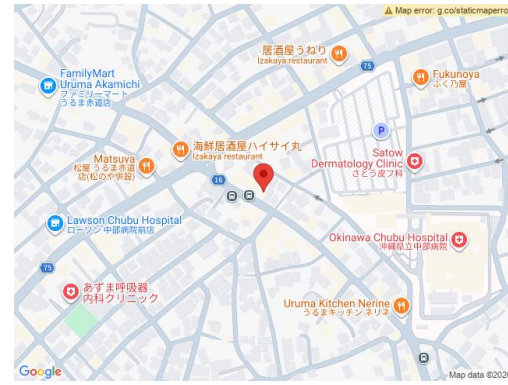 Map error: g.co/staticmaperro
居酒屋うねり
Izakaya restaurant
75
FamilyMart
Uruma Akamichi
ファミリーマート
うるま赤道店
Fukunoya
ふく乃屋
P
海鮮居酒屋ハイサイ丸
Izakaya restaurant
Matsuya
松屋 うるま赤道
店(松のや併設)
Satow
Dermatology Clinic
さとう皮フ科
16
Lawson Chubu Hospital
ローソン 中部病院前店
Okinawa Chubu Hospital
沖縄県立中部病院
75
あずま呼吸器
内科クリニック
Uruma Kitchen Nerine
うるまキッチン ネリネ
Google
Map data ©2026